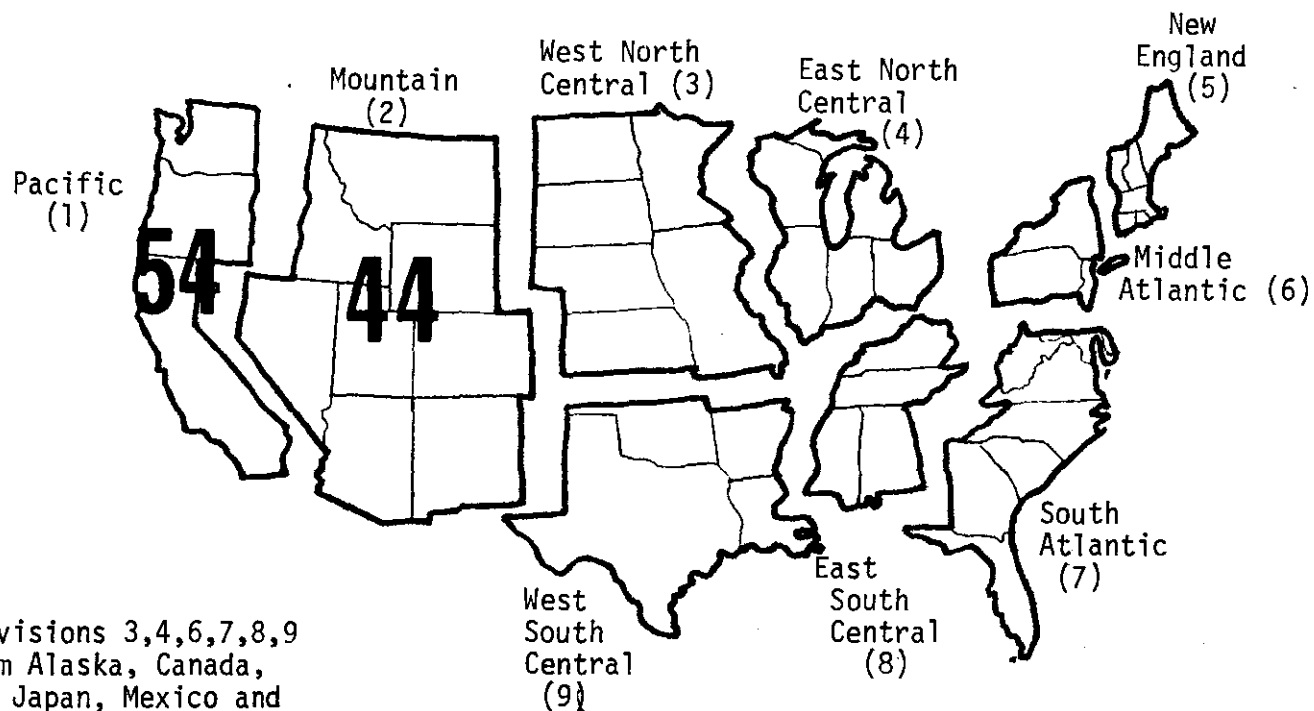 New
England
(5)
West North
Central (3)
East North
Central
(4)
Mountain
(2)
Pacific
(1)
54
44
Middle
Atlantic (6)
South
Atlantic
(7)
East
South
Central
(8)
West
South
Central
(9)
visions 3,4,6,7,8,9
m Alaska, Canada,
Japan, Mexico and